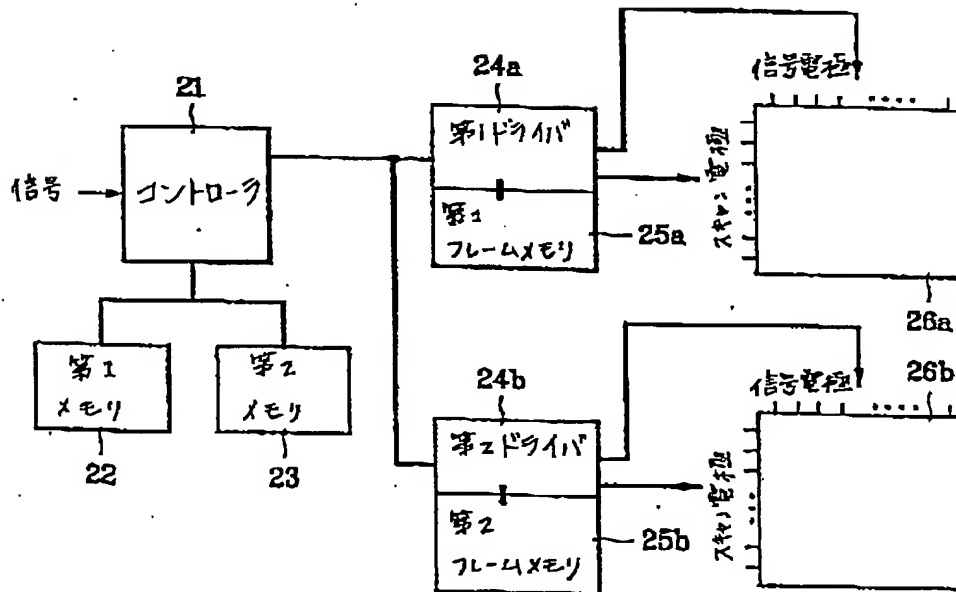 21
信号
コントローラ
第1
メモリ
22
第2
メモリ
23
24a
第1ドライバ
第1
フレームメモリ
25a
信号電極
スキャン電極
26a
24b
第2ドライバ
第2
フレームメモリ
25b
信号電極
スキャン電極
26b